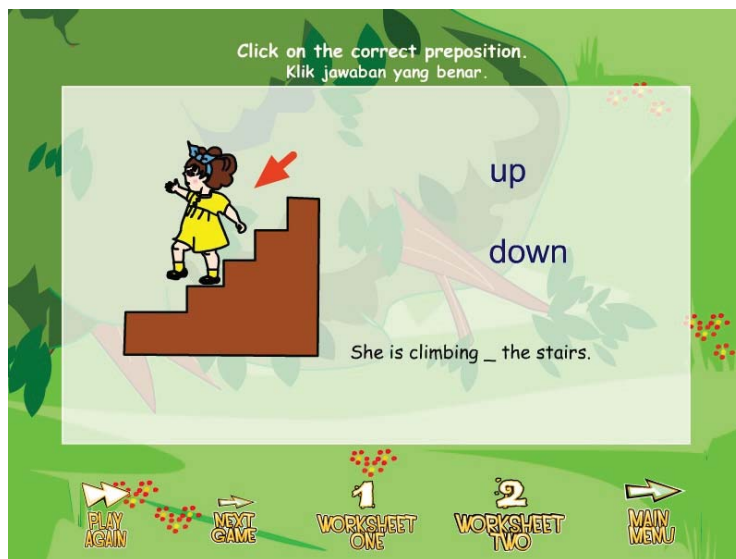 Click on the correct preposition.
Klik jawaban yang benar.
up
down
She is climbing _ the stairs.
PLAY
AGAIN
NEXT
GAME
1
WORKSHEET
ONE
2
WORKSHEET
TWO
MAIN
MENU